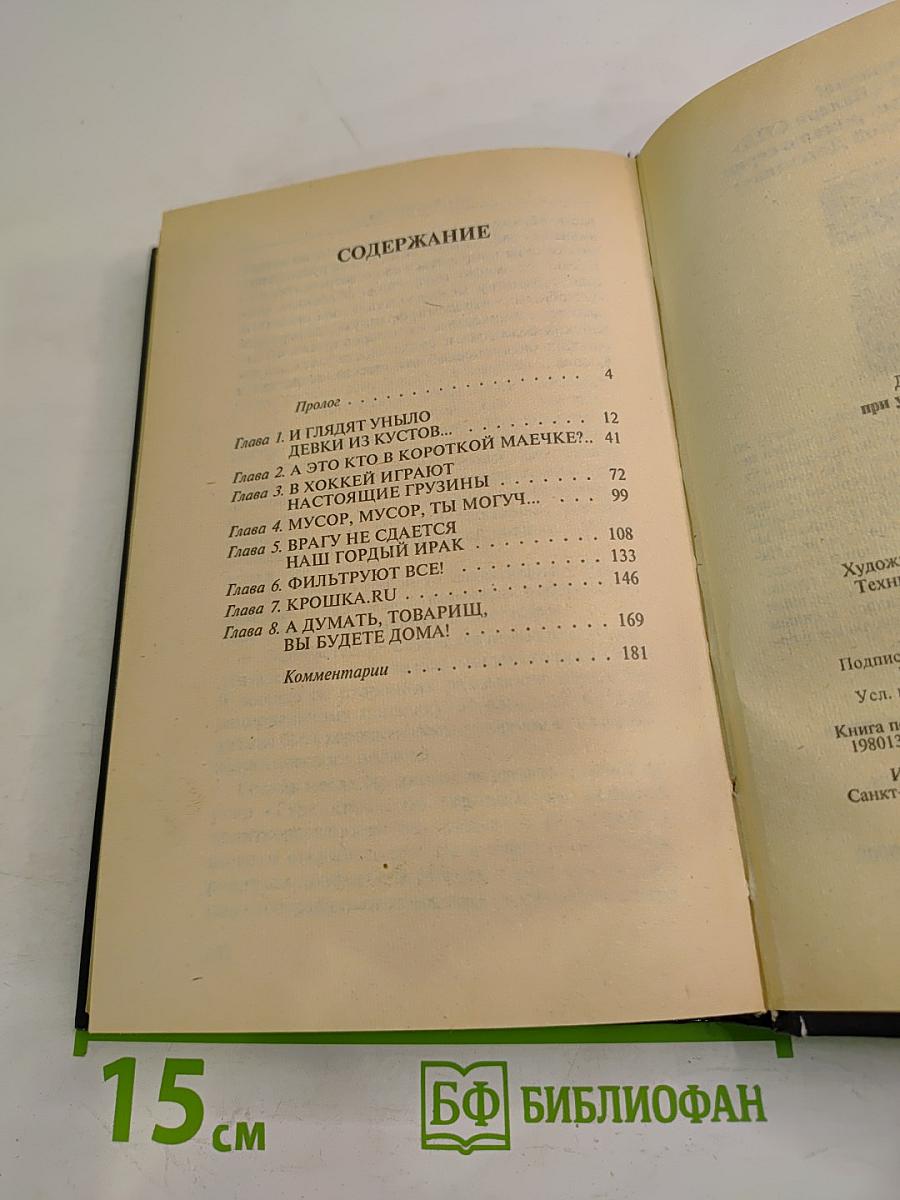 СОДЕРЖАНИЕ
Пролог . . . . . . . . . . . . . . . . . . 4
Глава 1. И ГЛЯДЯТ УНЫЛО
ДЕВКИ ИЗ КУСТОВ... . . . . . . . . . . 12
Глава 2. А ЭТО КТО В КОРОТКОЙ МАЕЧКЕ?.. 41
Глава 3. В ХОККЕЙ ИГРАЮТ
НАСТОЯЩИЕ ГРУЗИНЫ . . . . . . . 72
Глава 4. МУСОР, МУСОР, ТЫ МОГУЧ... . . . 99
Глава 5. ВРАГУ НЕ СДАЕТСЯ
НАШ ГОРДЫЙ ИРАК . . . . . . . . . 108
Глава 6. ФИЛЬТРУЮТ ВСЕ! . . . . . . . . . . 133
Глава 7. КРОШКА.RU . . . . . . . . . . . . . . 146
Глава 8. А ДУМАТЬ, ТОВАРИЩ,
ВЫ БУДЕТЕ ДОМА! . . . . . . . . . . 169
Комментарии . . . . . . . . . . . . . . 181
при у
Худож
Техн
Подпис
Усл.
Книга п
198013
И
Санкт-
15 см
БФ БИБЛИОФАН